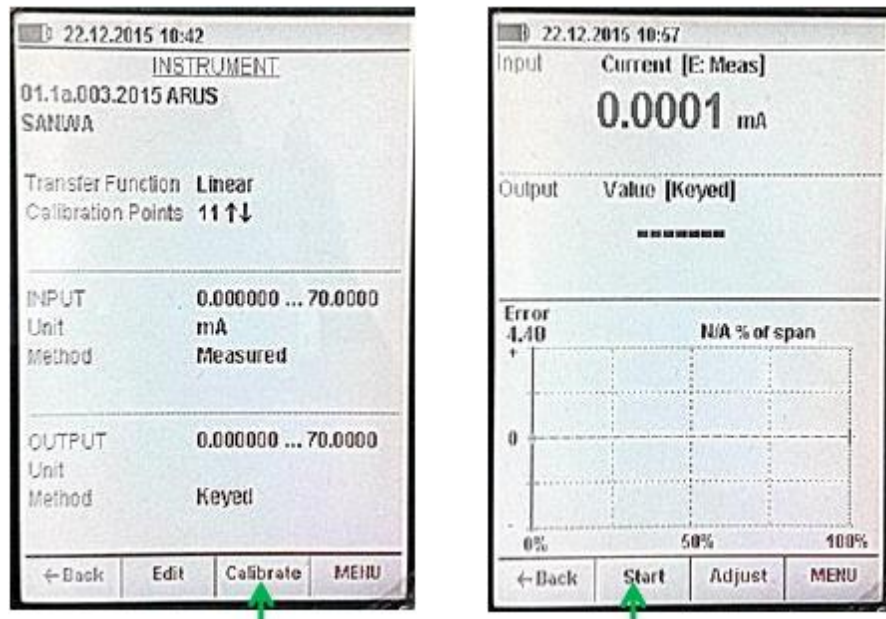 22.12.2015 10:42
INSTRUMENT
01.1a.003.2015 ARUS
SANWA
Transfer Function Linear
Calibration Points 11↑↓
INPUT 0.000000 ... 70.0000
Unit mA
Method Measured
OUTPUT 0.000000 ... 70.0000
Unit
Method Keyed
←Back Edit Calibrate MENU
22.12.2015 10:57
Input Current [E: Meas]
0.0001 mA
Output Value [Keyed]
-------
Error
4.40 N/A % of span
+
0
-
0% 50% 100%
←Back Start Adjust MENU